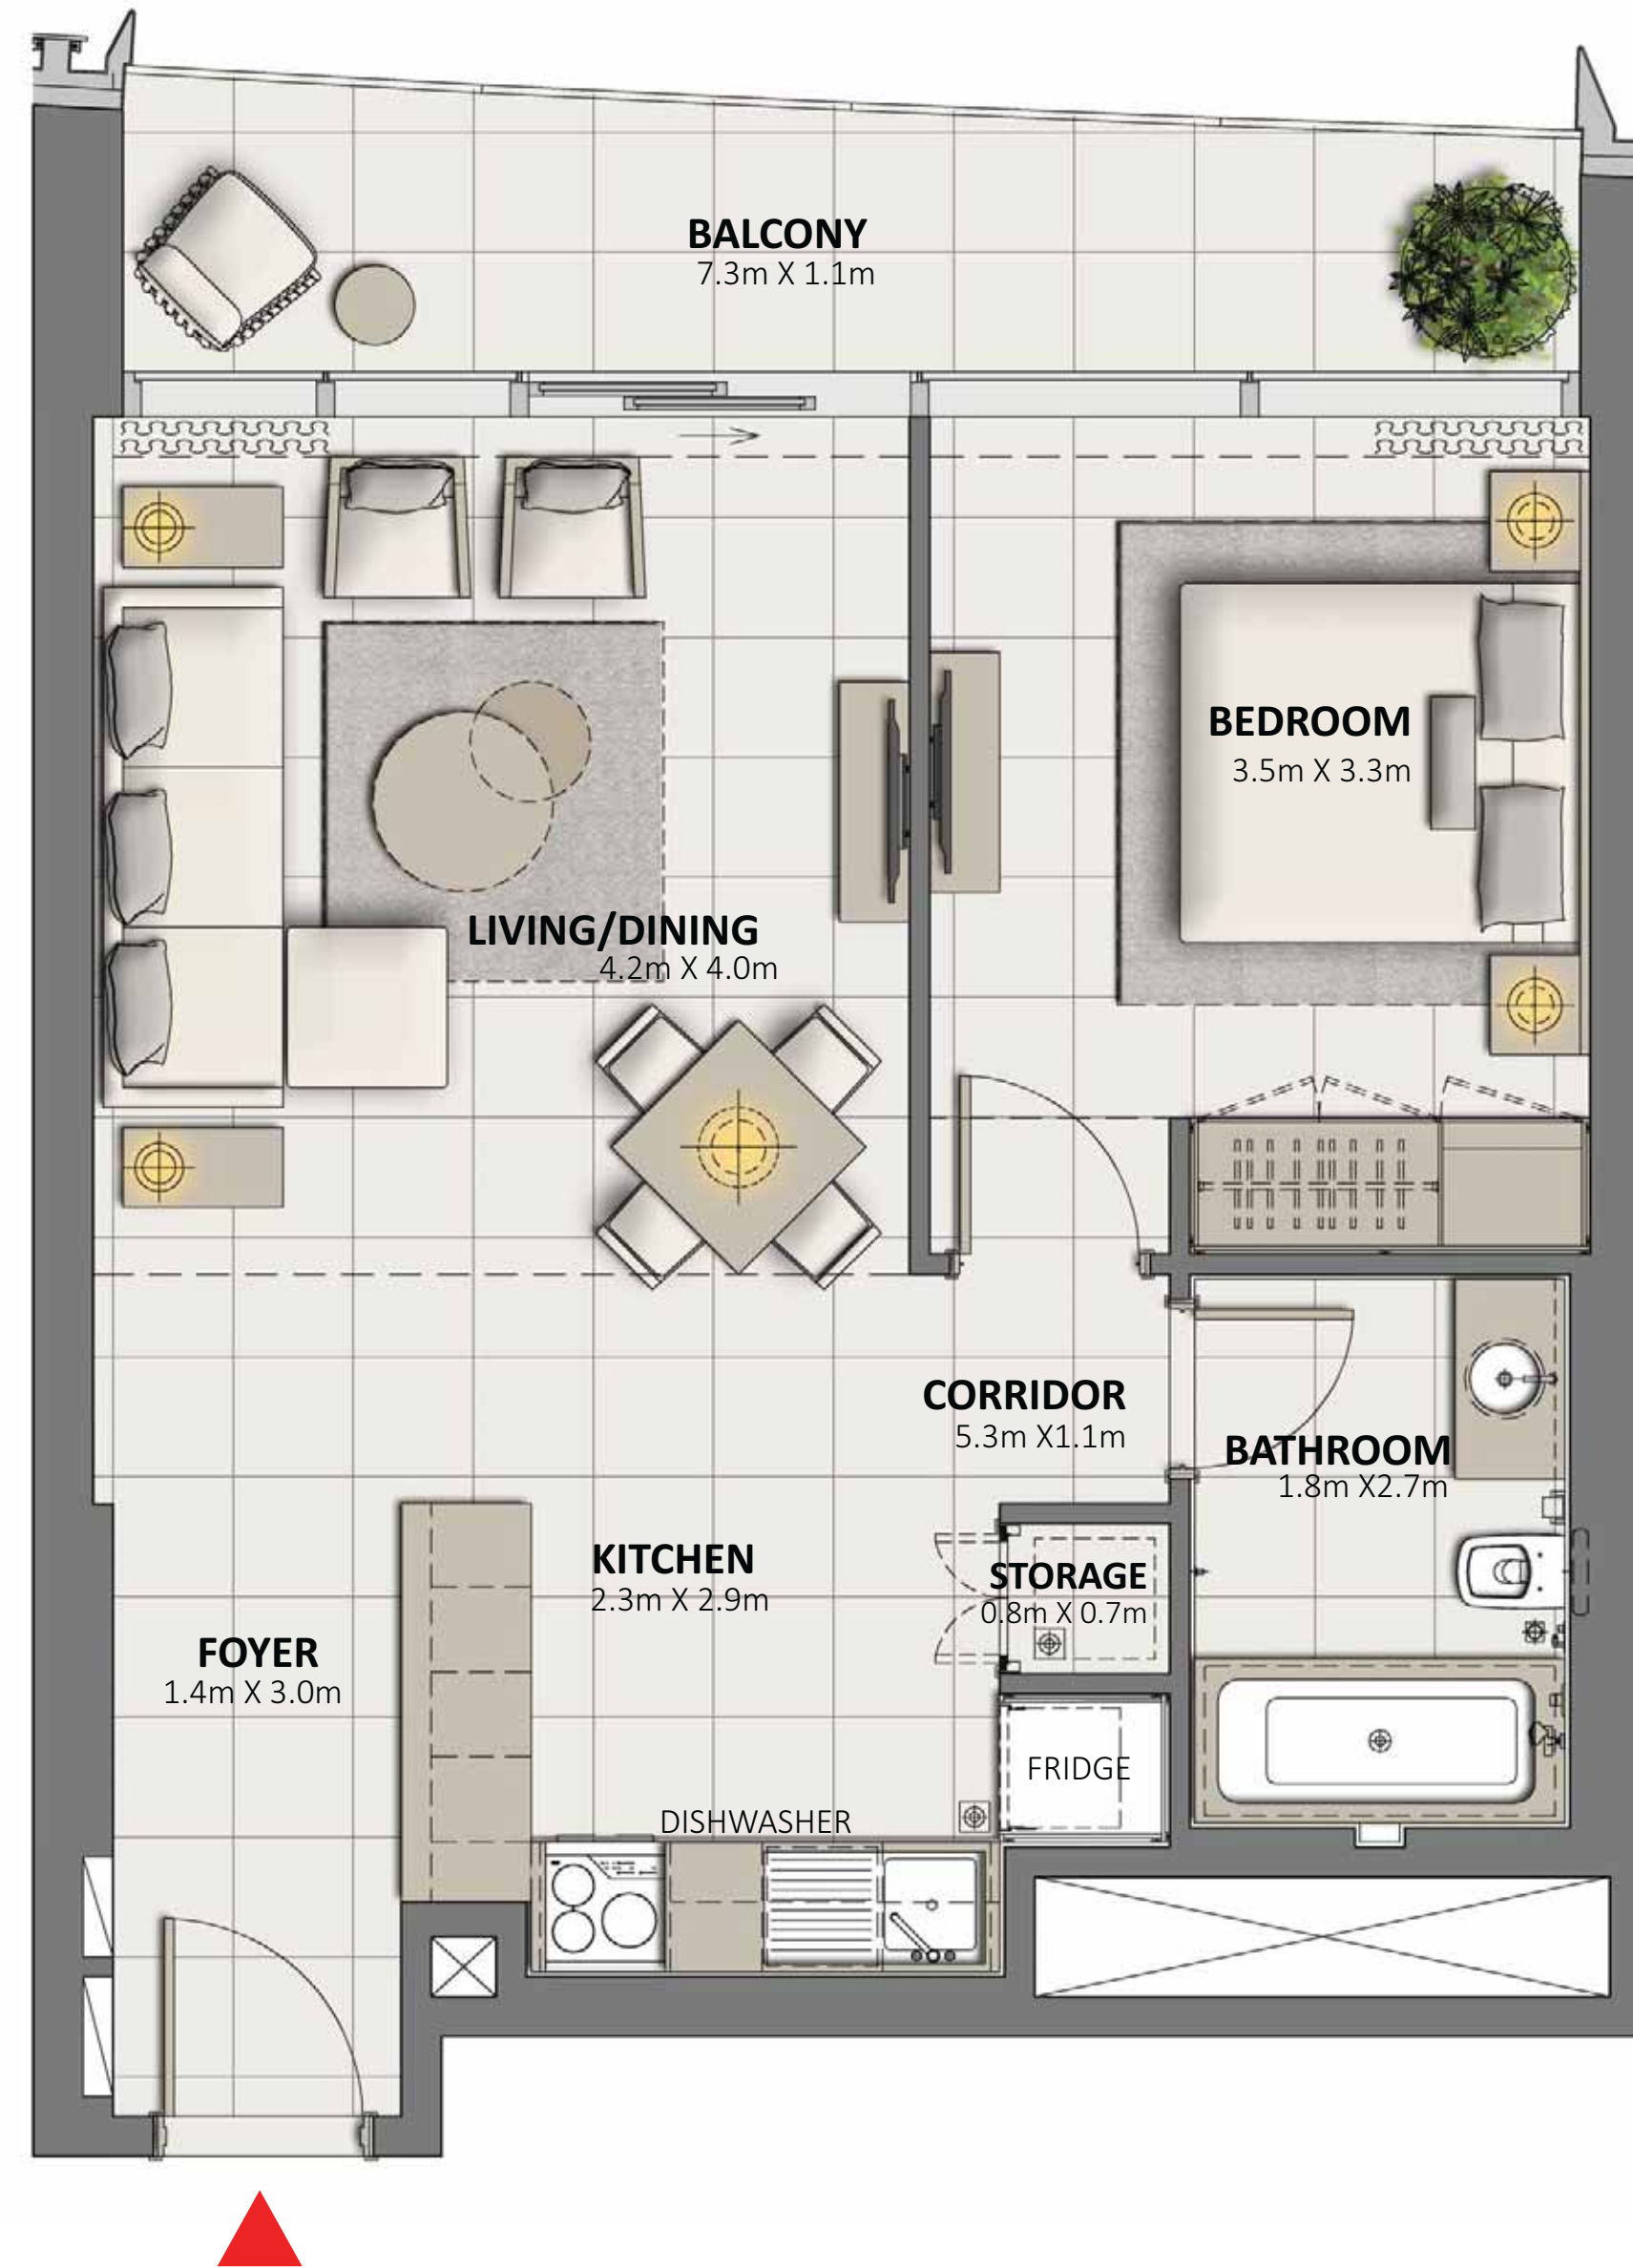 BALCONY
7.3m X 1.1m
BEDROOM
3.5m X 3.3m
LIVING/DINING
4.2m X 4.0m
CORRIDOR
5.3m X1.1m
BATHROOM
1.8m X2.7m
KITCHEN
2.3m X 2.9m
STORAGE
0.8m X 0.7m
FOYER
1.4m X 3.0m
FRIDGE
DISHWASHER